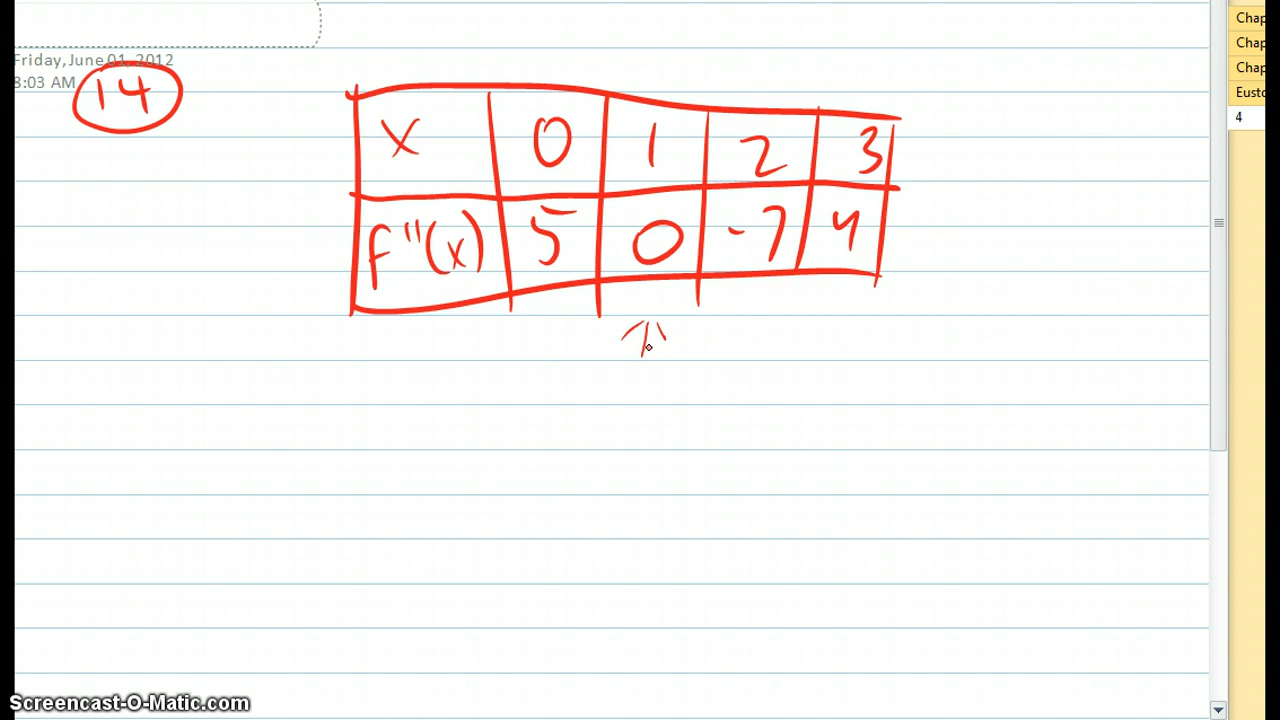 Friday, June 01, 2012
8:03 AM
14
x 0 1 2 3
f"(x) 5 0 -7 4
Chap
Chap
Chap
Eusto
4
Screencast-O-Matic.com